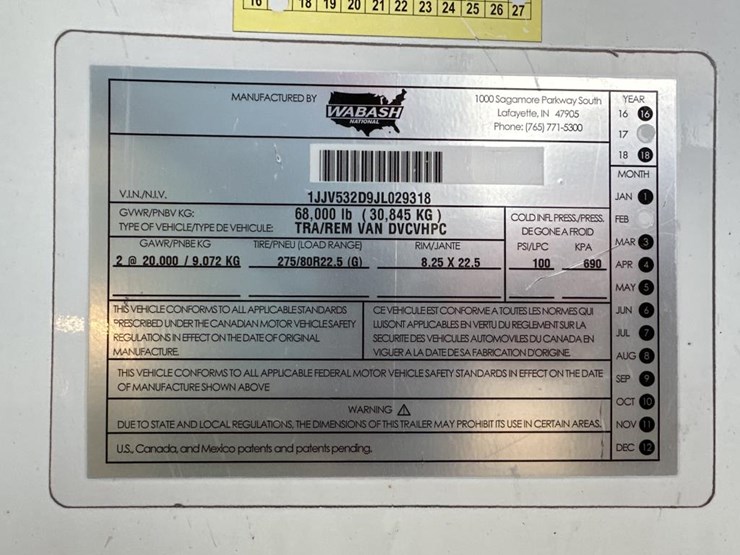 16 18 19 20 21 22 23 24 25 26 27
MANUFACTURED BY
WABASH
NATIONAL
1000 Sagamore Parkway South
Lafayette, IN 47905
Phone: (765) 771-5300
V.I.N./N.I.V. 1JJV532D9JL029318
GVWR/PNBV KG: 68,000 lb (30,845 KG)
TYPE OF VEHICLE/TYPE DE VEHICULE: TRA/REM VAN DVCVHPC
COLD INFL PRESS./PRESS.
DE GONE A FROID
GAWR/PNBE KG TIRE/PNEU (LOAD RANGE) RIM/JANTE PSI/LPC KPA
2 @ 20.000 / 9.072 KG 275/80R22.5 (G) 8.25 X 22.5 100 690
THIS VEHICLE CONFORMS TO ALL APPLICABLE STANDARDS
PRESCRIBED UNDER THE CANADIAN MOTOR VEHICLE SAFETY
REGULATIONS IN EFFECT ON THE DATE OF ORIGINAL
MANUFACTURE.
CE VEHICULE EST CONFORME A TOUTES LES NORMES QUI
LUISONT APPLICABLES EN VERTU DU REGLEMENT SUR LA
SECURITE DES VEHICULES AUTOMOVILES DU CANADA EN
VIGUER A LA DATE DE SA FABRICATION D'ORIGINE.
THIS VEHICLE CONFORMS TO ALL APPLICABLE FEDERAL MOTOR VEHICLE SAFETY STANDARDS IN EFFECT ON THE DATE
OF MANUFACTURE SHOWN ABOVE
WARNING
DUE TO STATE AND LOCAL REGULATIONS, THE DIMENSIONS OF THIS TRAILER MAY PROHIBIT ITS USE IN CERTAIN AREAS.
U.S., Canada, and Mexico patents and patents pending.
YEAR
16 16
17
18 18
MONTH
JAN 1
FEB
MAR 3
APR 4
MAY 5
JUN 6
JUL 7
AUG 8
SEP 9
OCT 10
NOV 11
DEC 12